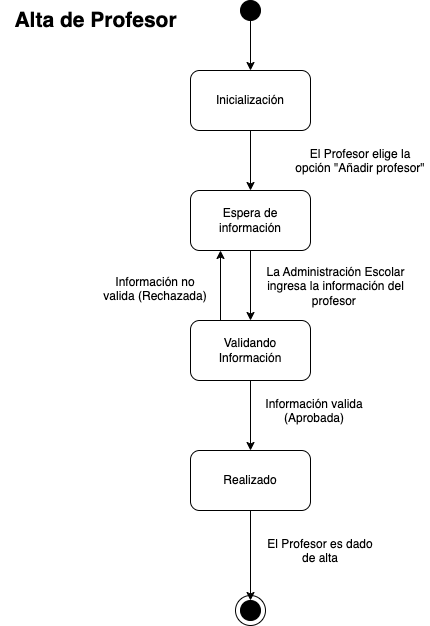 Alta de Profesor
Inicialización
El Profesor elige la
opción "Añadir profesor"
Espera de
información
Información no
valida (Rechazada)
La Administración Escolar
ingresa la información del
profesor
Validando
Información
Información valida
(Aprobada)
Realizado
El Profesor es dado
de alta